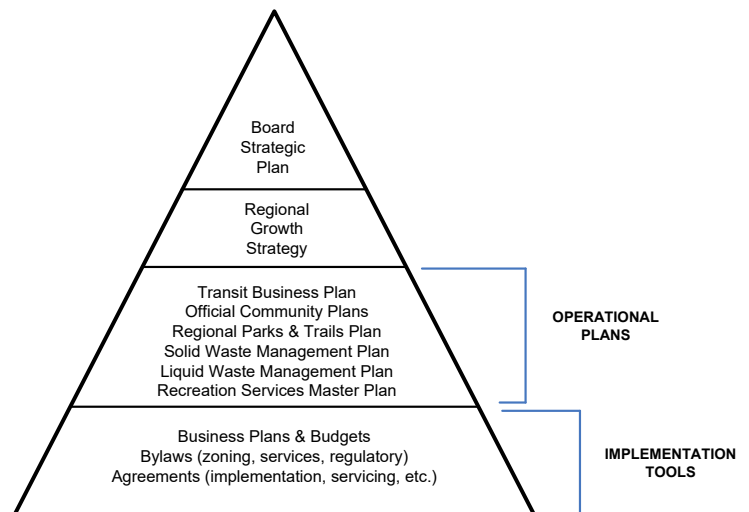 Board
Strategic
Plan
Regional
Growth
Strategy
Transit Business Plan
Official Community Plans
Regional Parks & Trails Plan
Solid Waste Management Plan
Liquid Waste Management Plan
Recreation Services Master Plan
OPERATIONAL
PLANS
Business Plans & Budgets
Bylaws (zoning, services, regulatory)
Agreements (implementation, servicing, etc.)
IMPLEMENTATION
TOOLS